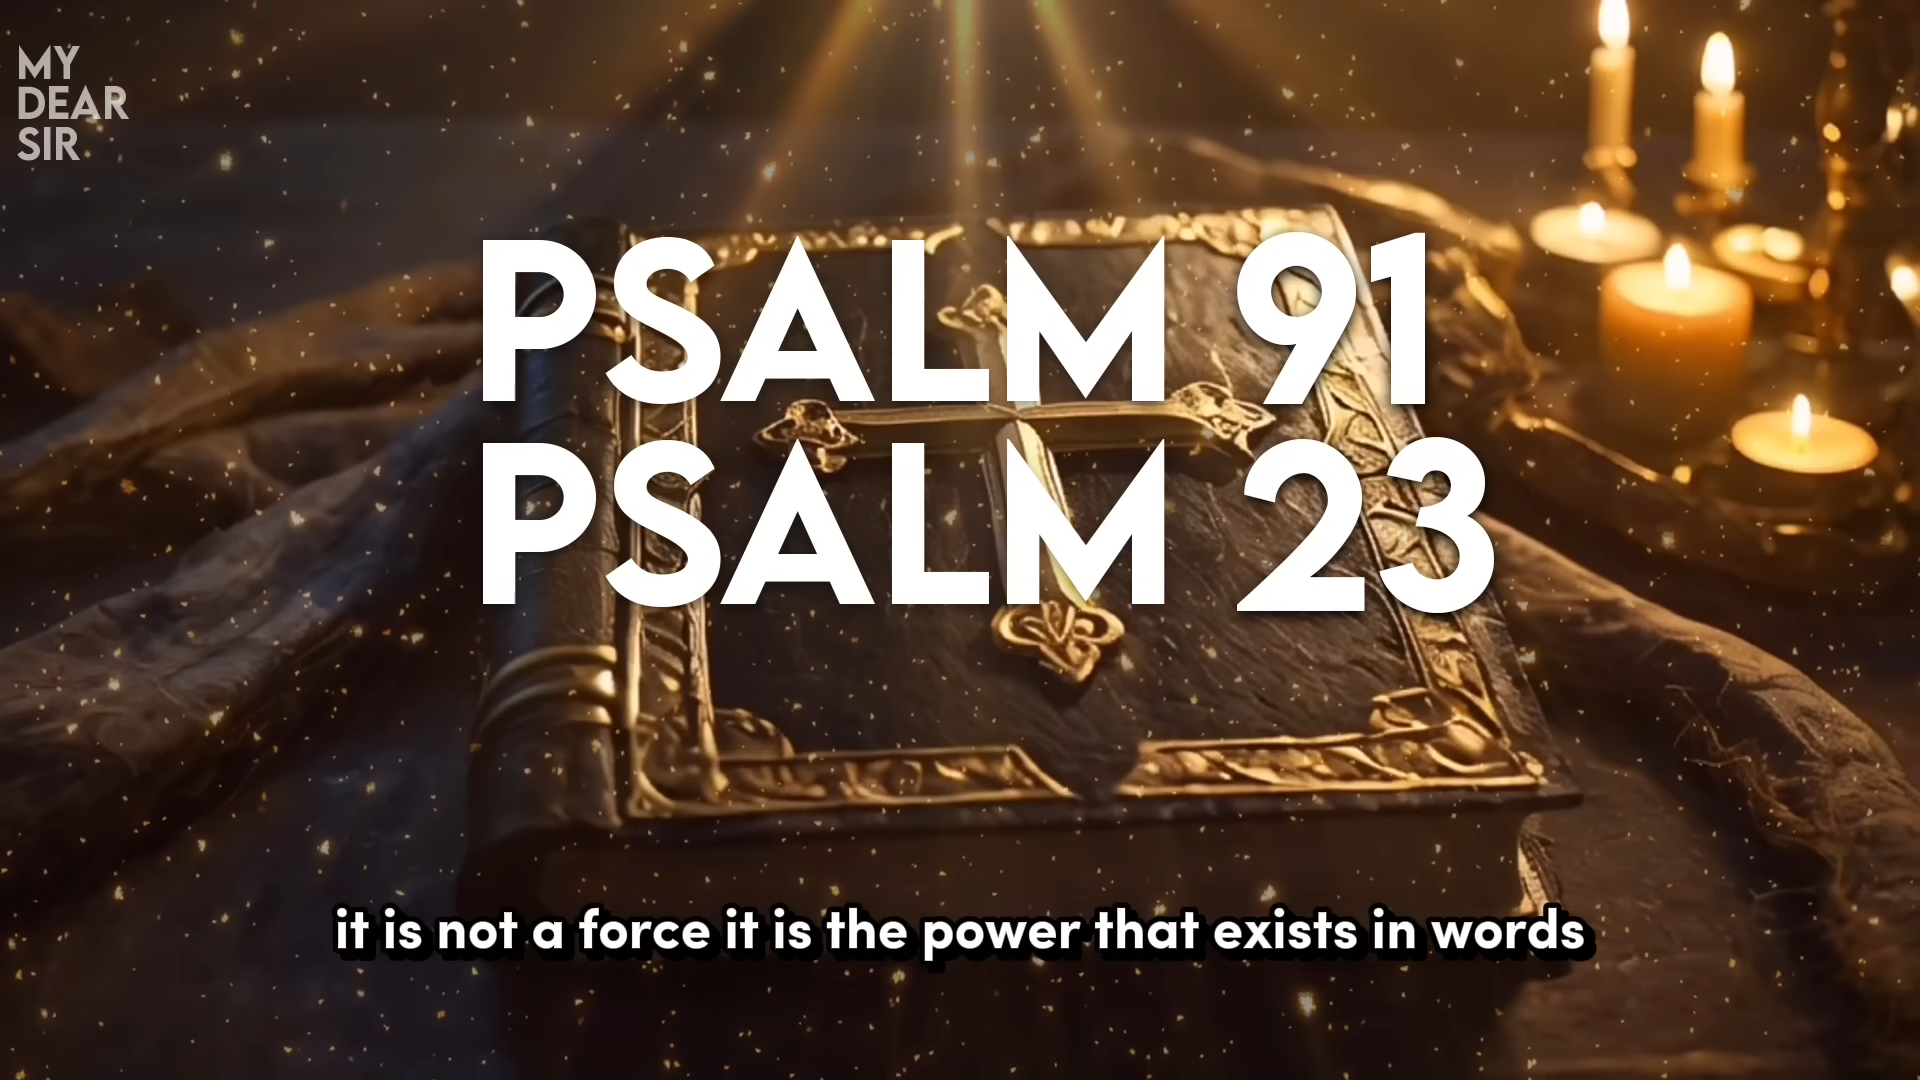 MY
DEAR
SIR
PSALM 91
PSALM 23
it is not a force it is the power that exists in words